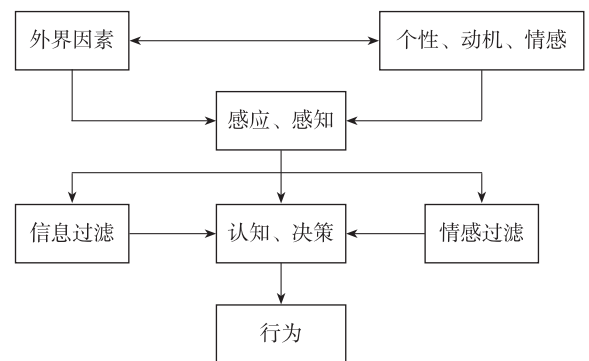 外界因素
个性、动机、情感
感应、感知
信息过滤
认知、决策
情感过滤
行为